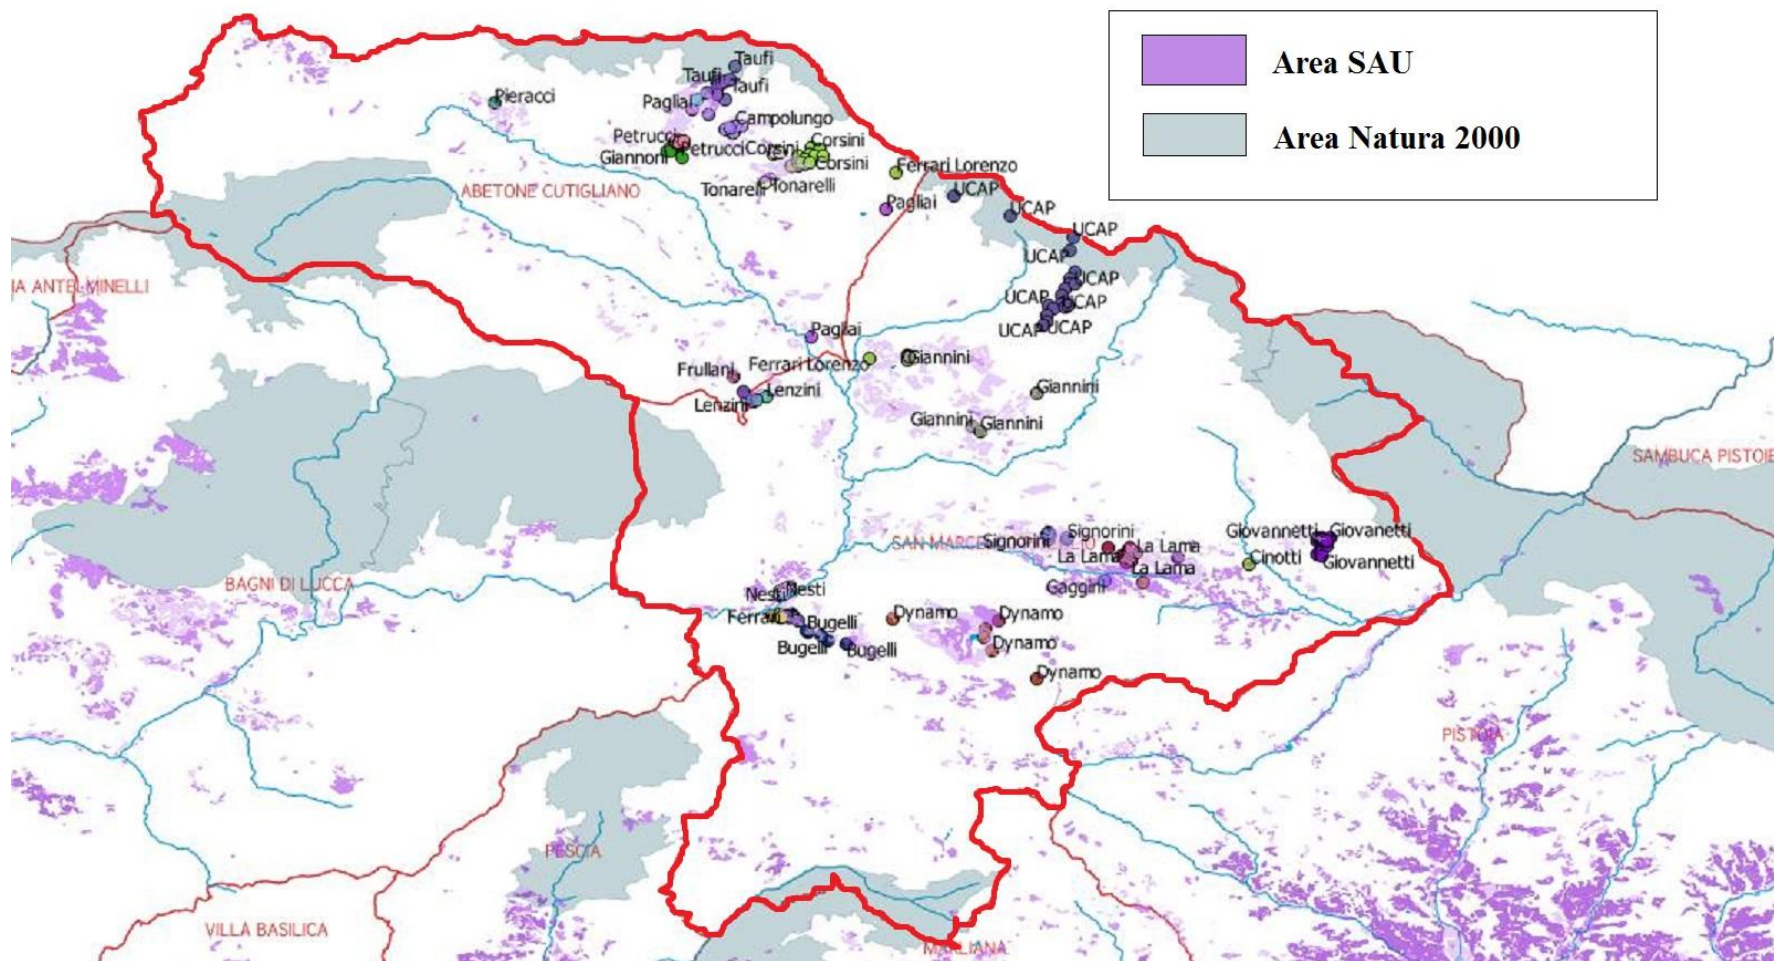 Area SAU
Area Natura 2000
Taufi
Taufi
Taufi
Pieracci
Pagliai
Campolungo
Petrucci
Petrucci
Corsini
Corsini
Giannoni
Corsini
Ferrari Lorenzo
Tonarelli
Tonarelli
ABETONE CUTIGLIANO
UCAP
Pagliai
UCAP
UCAP
UCAP
UCAP
UCAP
UCAP
UCAP
UCAP
IA ANTELMINELLI
Pagliai
Ferrari Lorenzo
Giannini
Frullani
Lenzini
Lenzini
Giannini
Giannini
Giannini
SAMBUCA PISTOIE
Signorini
Signorini
SAN MARCE
La Lama
La Lama
La Lama
Giovannetti
Giovanetti
Giovannetti
Cinotti
Gaggini
BAGNI DI LUCCA
Nesti
Nesti
Ferrari
Bugelli
Bugelli
Bugelli
Dynamo
Dynamo
Dynamo
Dynamo
PISTOIA
PESCIA
VILLA BASILICA
MARLIANA